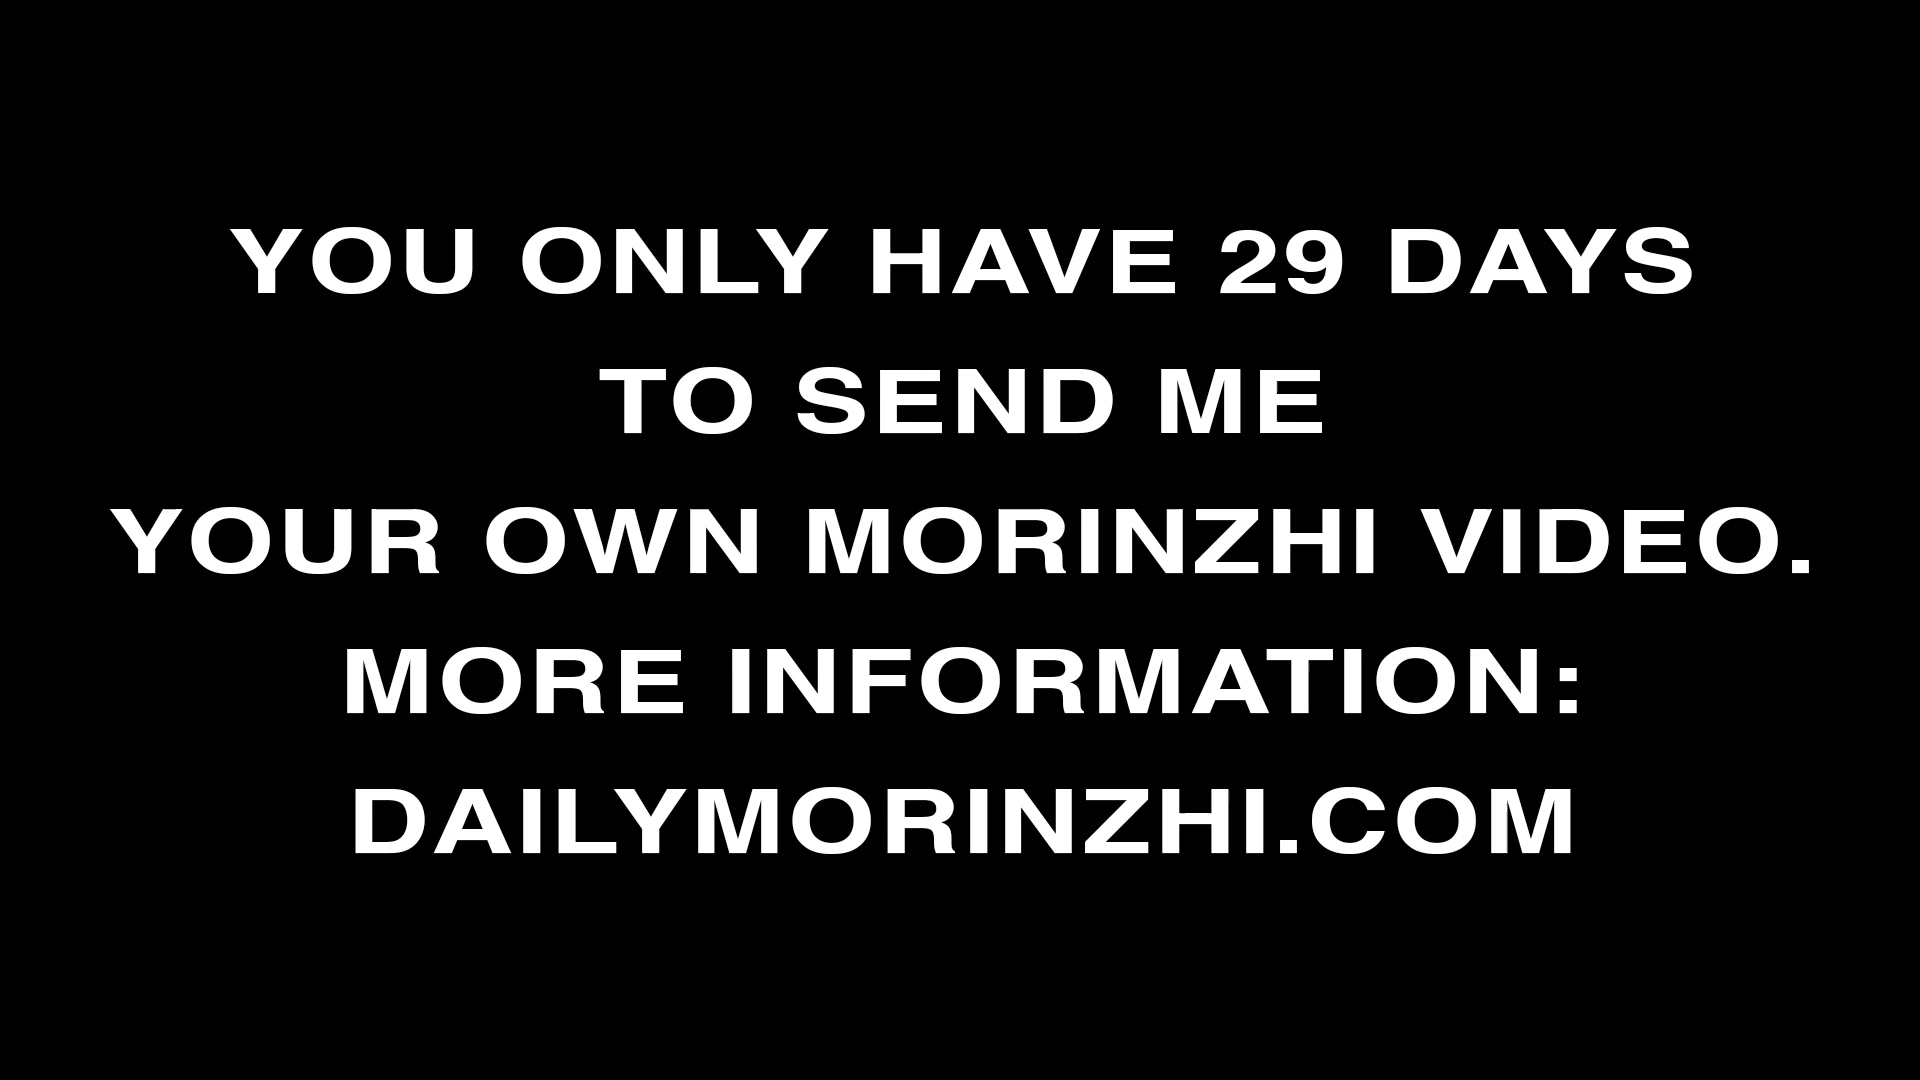 YOU ONLY HAVE 29 DAYS
TO SEND ME
YOUR OWN MORINZHI VIDEO.
MORE INFORMATION:
DAILYMORINZHI.COM